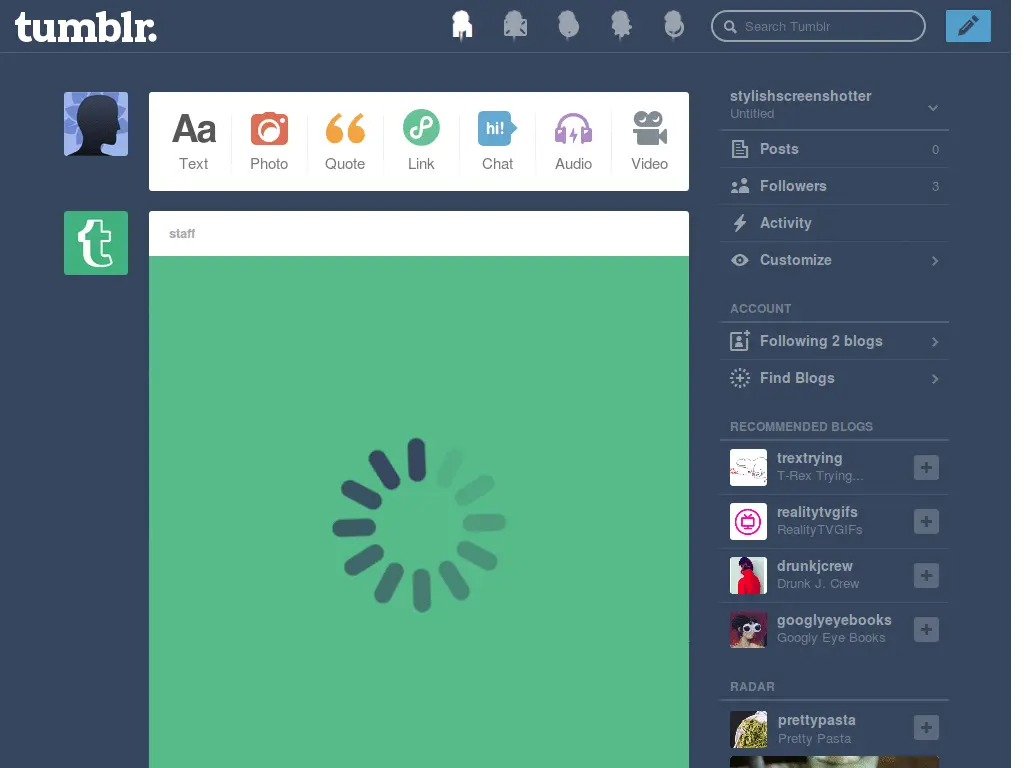 tumblr.
Search Tumblr
Aa
Text
Photo
Quote
Link
hi!
Chat
Audio
Video
staff
t
stylishscreenshotter
Untitled
Posts 0
Followers 3
Activity
Customize
ACCOUNT
Following 2 blogs
Find Blogs
RECOMMENDED BLOGS
trextrying
T-Rex Trying...
realitytvgifs
RealityTVGIFs
drunkjcrew
Drunk J. Crew
googlyeyebooks
Googly Eye Books
RADAR
prettypasta
Pretty Pasta